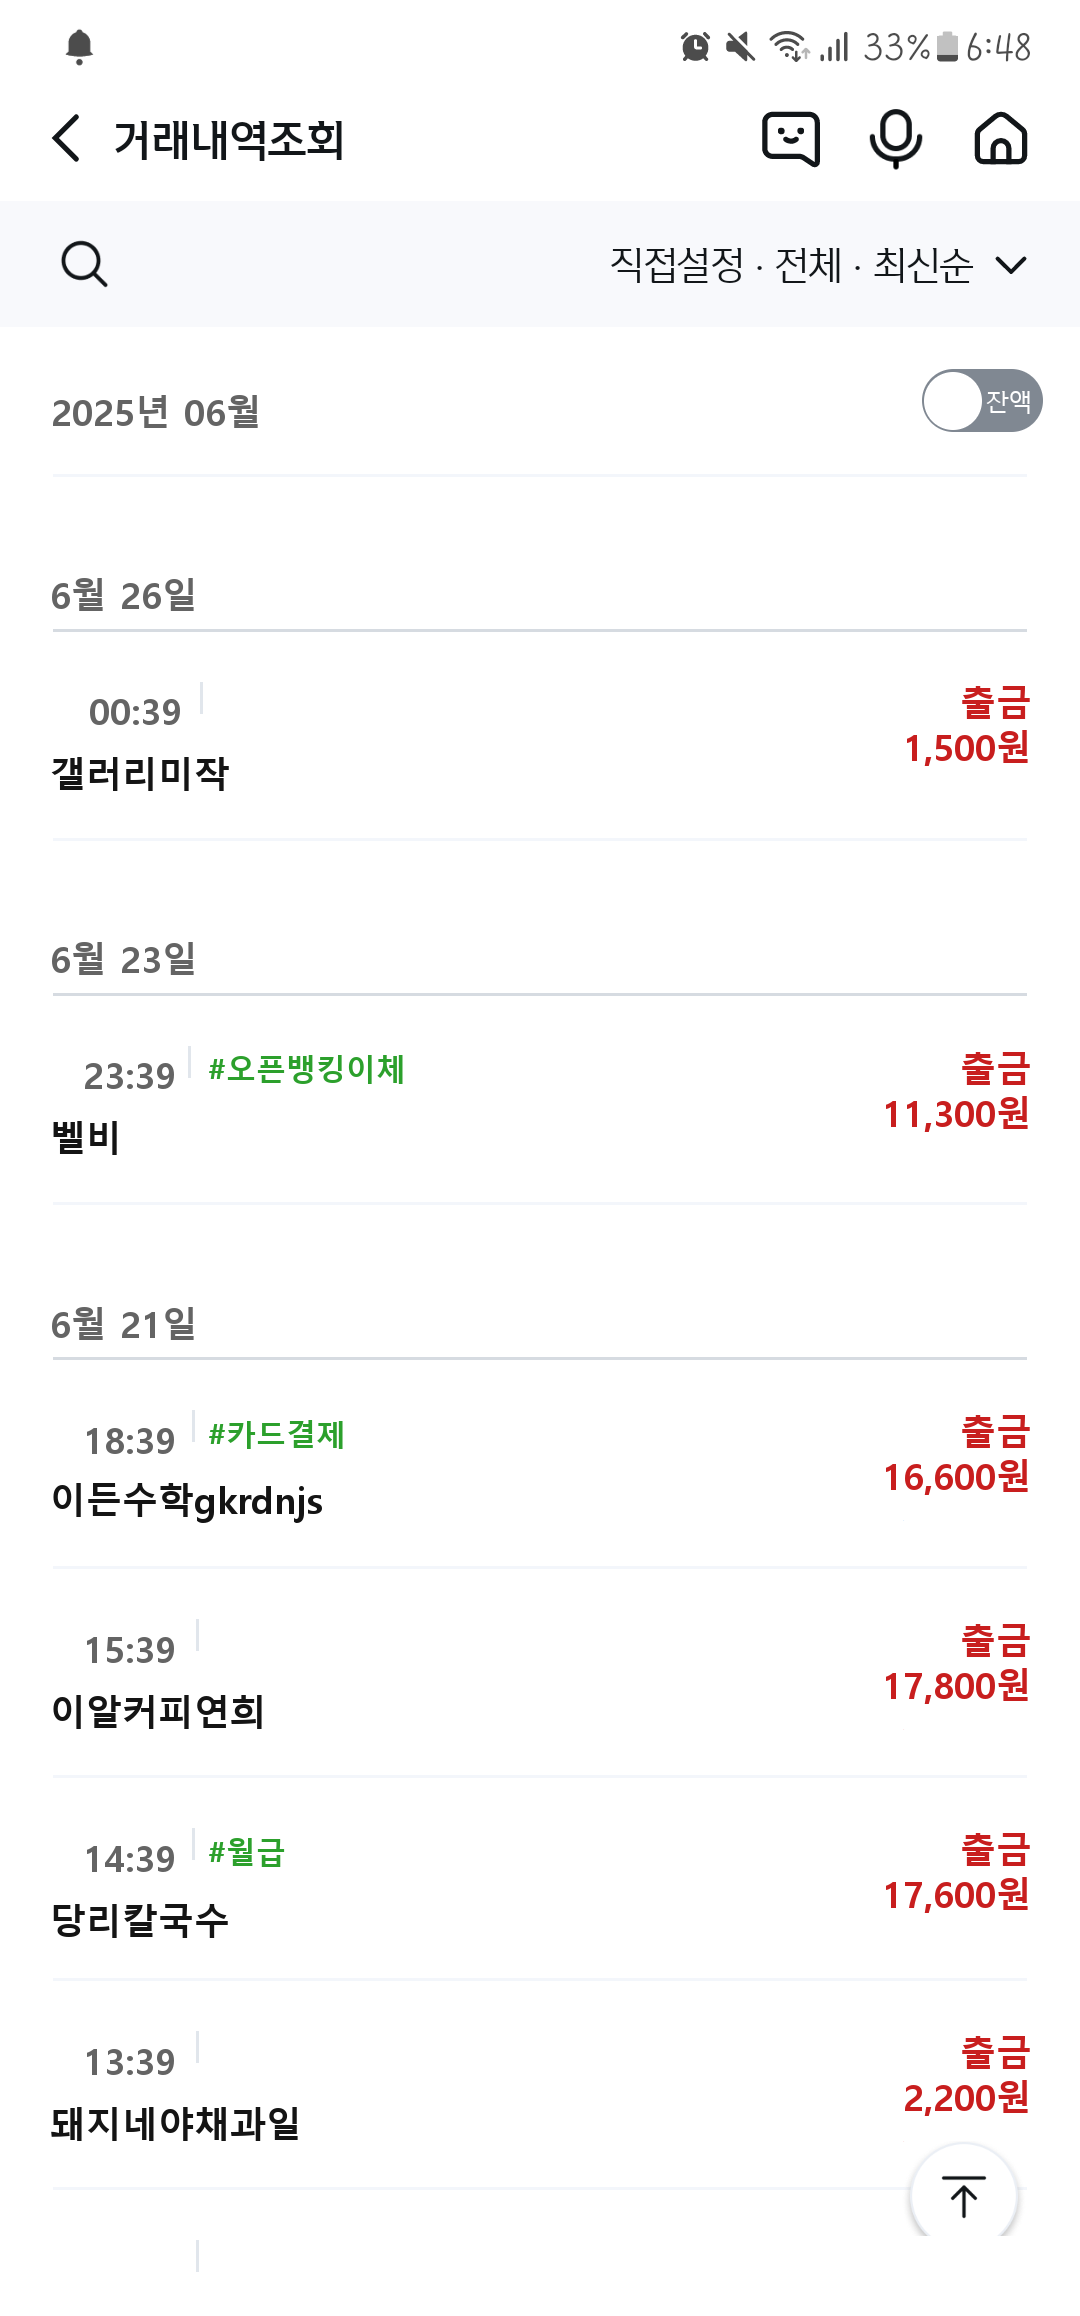 33% 6:48
거래내역조회
직접설정 · 전체 · 최신순
2025년 06월
잔액
6월 26일
00:39
출금
1,500원
갤러리미작
6월 23일
23:39 #오픈뱅킹이체
출금
11,300원
벨비
6월 21일
18:39 #카드결제
출금
16,600원
이든수학gkrdnjs
15:39
출금
17,800원
이알커피연희
14:39 #월급
출금
17,600원
당리칼국수
13:39
출금
2,200원
돼지네야채과일